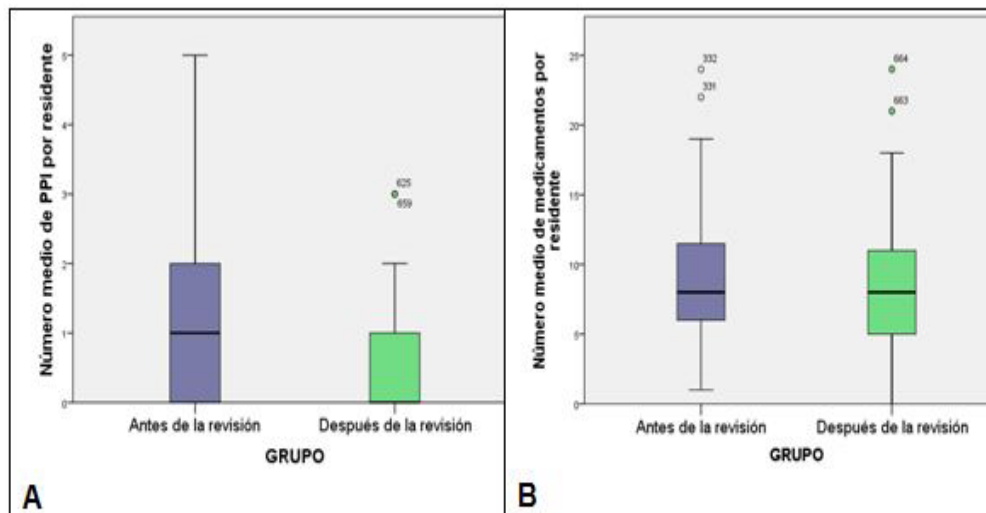 Número medio de PPI por residente
5
4
3
2
1
0
625
659
Antes de la revisión
Después de la revisión
GRUPO
A
Número medio de medicamentos por
residente
25
20
15
10
5
0
332
331
664
663
Antes de la revisión
Después de la revisión
GRUPO
B